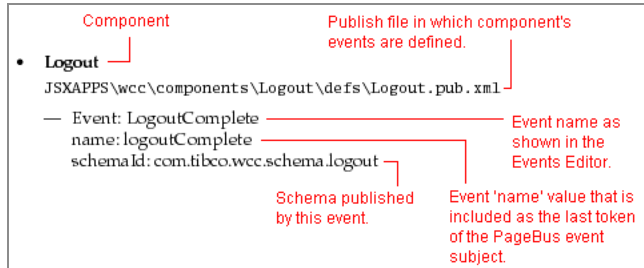 Component
Publish file in which component's
events are defined.
• Logout
JSXAPPS\wcc\components\Logout\defs\Logout.pub.xml
— Event: LogoutComplete
name: logoutComplete
schemaId: com.tibco.wcc.schema.logout
Event name as
shown in the
Events Editor.
Schema published
by this event.
Event 'name' value that is
included as the last token
of the PageBus event
subject.